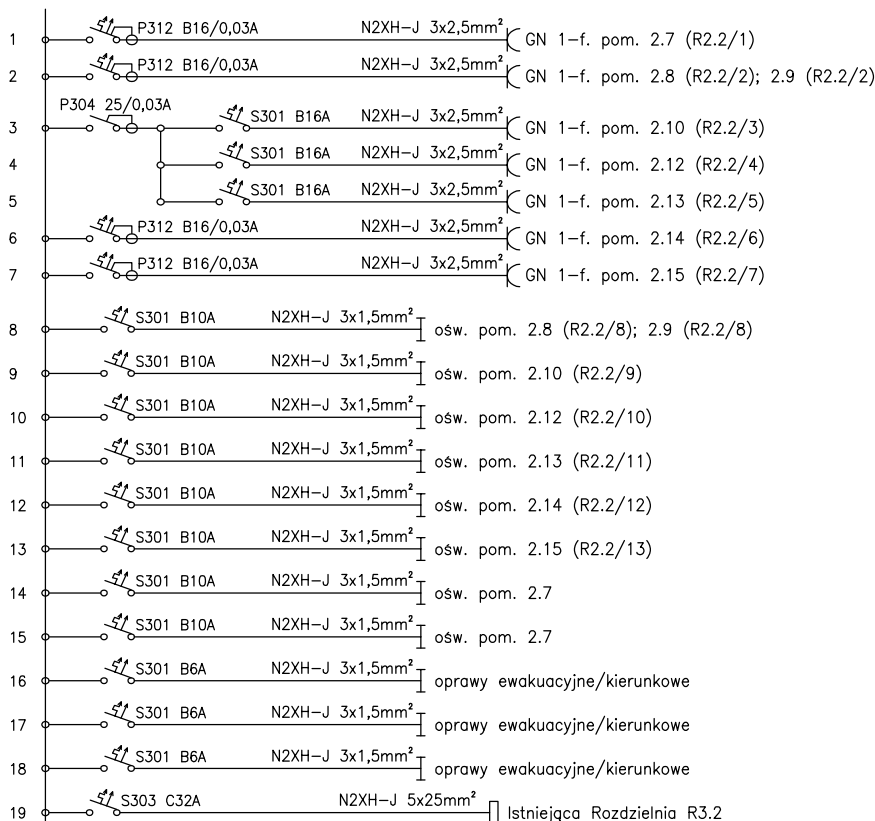 1 P312 B16/0,03A N2XH-J 3x2,5mm² GN 1-f. pom. 2.7 (R2.2/1)
2 P312 B16/0,03A N2XH-J 3x2,5mm² GN 1-f. pom. 2.8 (R2.2/2); 2.9 (R2.2/2)
3 P304 25/0,03A S301 B16A N2XH-J 3x2,5mm² GN 1-f. pom. 2.10 (R2.2/3)
4 S301 B16A N2XH-J 3x2,5mm² GN 1-f. pom. 2.12 (R2.2/4)
5 S301 B16A N2XH-J 3x2,5mm² GN 1-f. pom. 2.13 (R2.2/5)
6 P312 B16/0,03A N2XH-J 3x2,5mm² GN 1-f. pom. 2.14 (R2.2/6)
7 P312 B16/0,03A N2XH-J 3x2,5mm² GN 1-f. pom. 2.15 (R2.2/7)
8 S301 B10A N2XH-J 3x1,5mm² ośw. pom. 2.8 (R2.2/8); 2.9 (R2.2/8)
9 S301 B10A N2XH-J 3x1,5mm² ośw. pom. 2.10 (R2.2/9)
10 S301 B10A N2XH-J 3x1,5mm² ośw. pom. 2.12 (R2.2/10)
11 S301 B10A N2XH-J 3x1,5mm² ośw. pom. 2.13 (R2.2/11)
12 S301 B10A N2XH-J 3x1,5mm² ośw. pom. 2.14 (R2.2/12)
13 S301 B10A N2XH-J 3x1,5mm² ośw. pom. 2.15 (R2.2/13)
14 S301 B10A N2XH-J 3x1,5mm² ośw. pom. 2.7
15 S301 B10A N2XH-J 3x1,5mm² ośw. pom. 2.7
16 S301 B6A N2XH-J 3x1,5mm² oprawy ewakuacyjne/kierunkowe
17 S301 B6A N2XH-J 3x1,5mm² oprawy ewakuacyjne/kierunkowe
18 S301 B6A N2XH-J 3x1,5mm² oprawy ewakuacyjne/kierunkowe
19 S303 C32A N2XH-J 5x25mm² Istniejąca Rozdzielnia R3.2